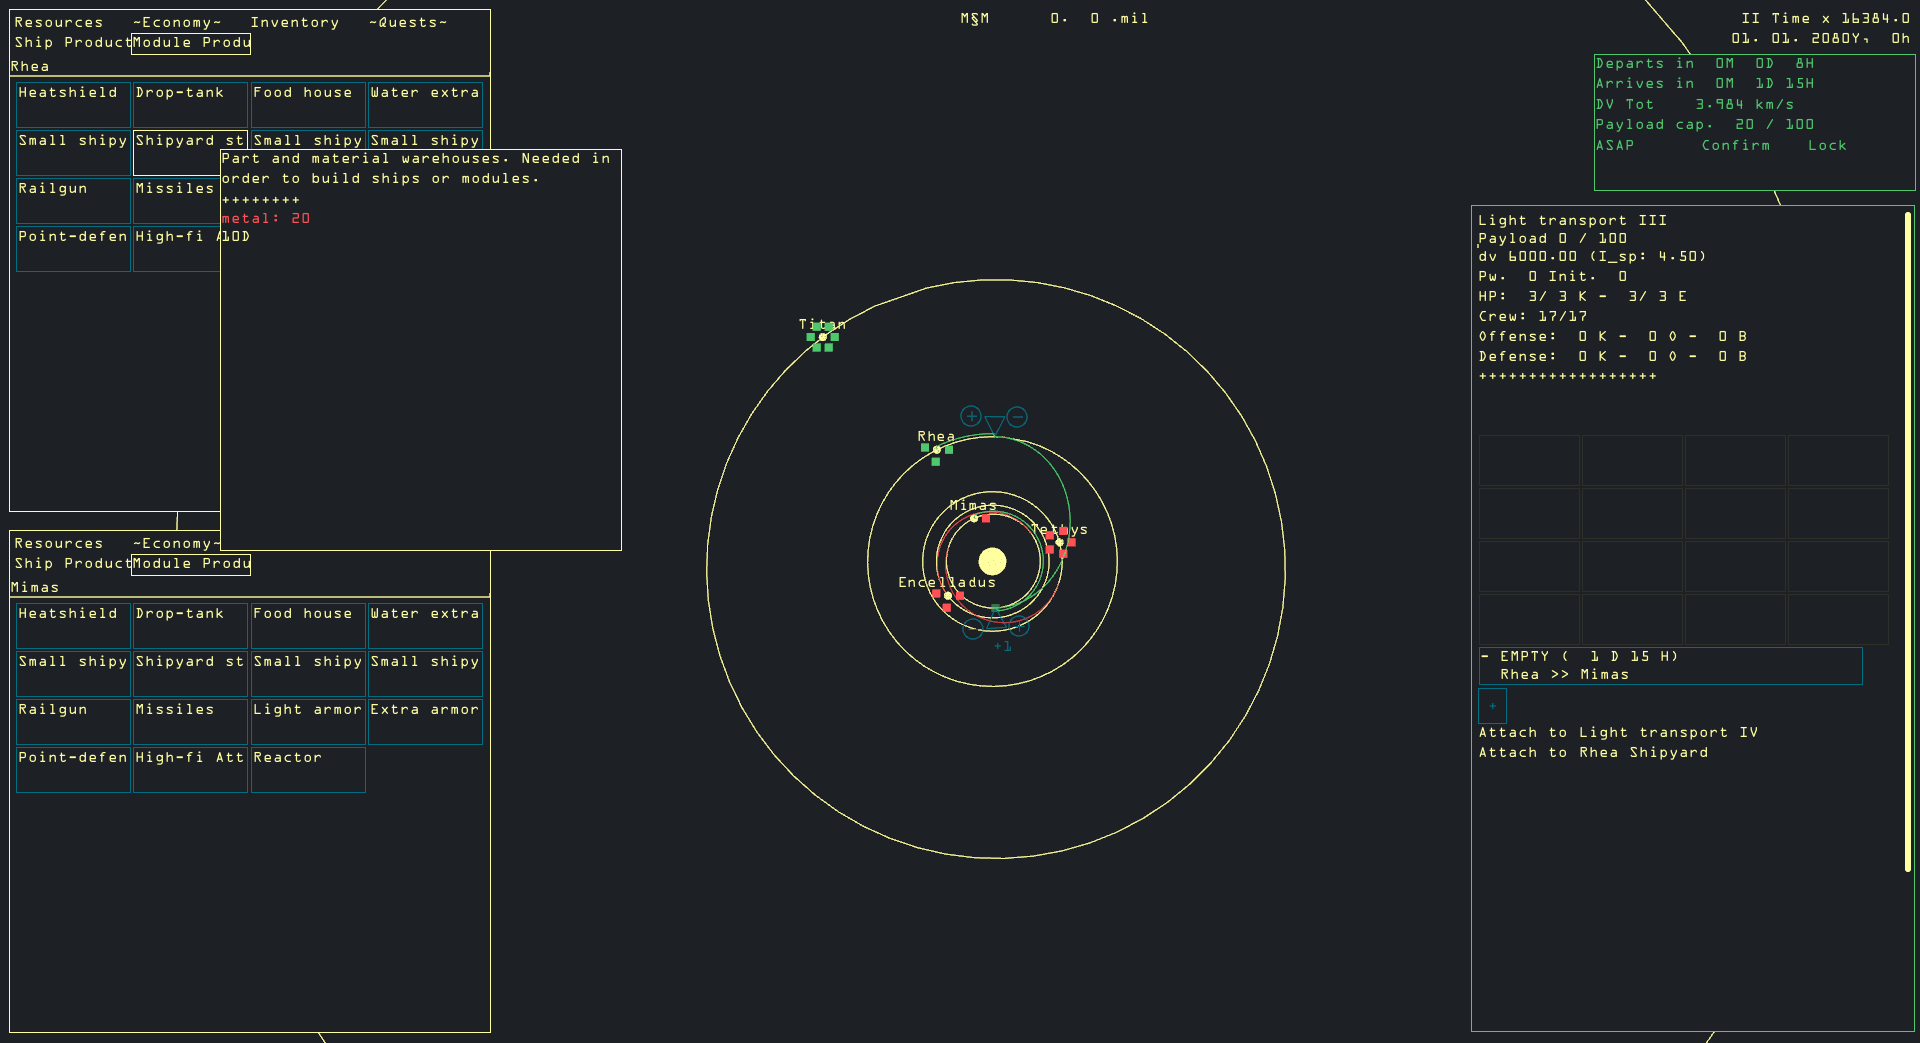 Resources ~Economy~ Inventory ~Quests~
Ship Product Module Produ
Rhea
Heatshield Drop-tank Food house Water extra
Small shipy Shipyard st Small shipy Small shipy
Railgun Missiles
Point-defen High-fi A
Part and material warehouses. Needed in
order to build ships or modules.
++++++++
metal: 20
10D
Resources ~Economy~
Ship Product Module Produ
Mimas
Heatshield Drop-tank Food house Water extra
Small shipy Shipyard st Small shipy Small shipy
Railgun Missiles Light armor Extra armor
Point-defen High-fi Att Reactor
M§M 0. 0 .mil
Titan
Rhea
Mimas
Tethys
Encelladus
+1
II Time x 16384.0
01. 01. 2080Y, 0h
Departs in 0M 0D 8H
Arrives in 0M 1D 15H
DV Tot 3.984 km/s
Payload cap. 20 / 100
ASAP Confirm Lock
Light transport III
Payload 0 / 100
dv 6000.00 (I_sp: 4.50)
Pw. 0 Init. 0
HP: 3/ 3 K - 3/ 3 E
Crew: 17/17
Offense: 0 K - 0 O - 0 B
Defense: 0 K - 0 O - 0 B
++++++++++++++++++
- EMPTY ( 1 D 15 H)
Rhea >> Mimas
+
Attach to Light transport IV
Attach to Rhea Shipyard